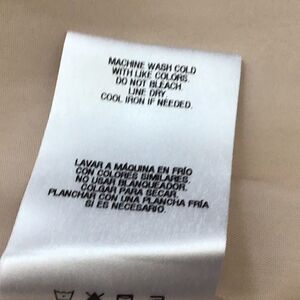 MACHINE WASH COLD
WITH LIKE COLORS.
DO NOT BLEACH.
LINE DRY
COOL IRON IF NEEDED.
LAVAR A MÁQUINA EN FRÍO
CON COLORES SIMILARES.
NO USAR BLANQUEADOR.
COLGAR PARA SECAR.
PLANCHAR CON UNA PLANCHA FRÍA
SI ES NECESARIO.